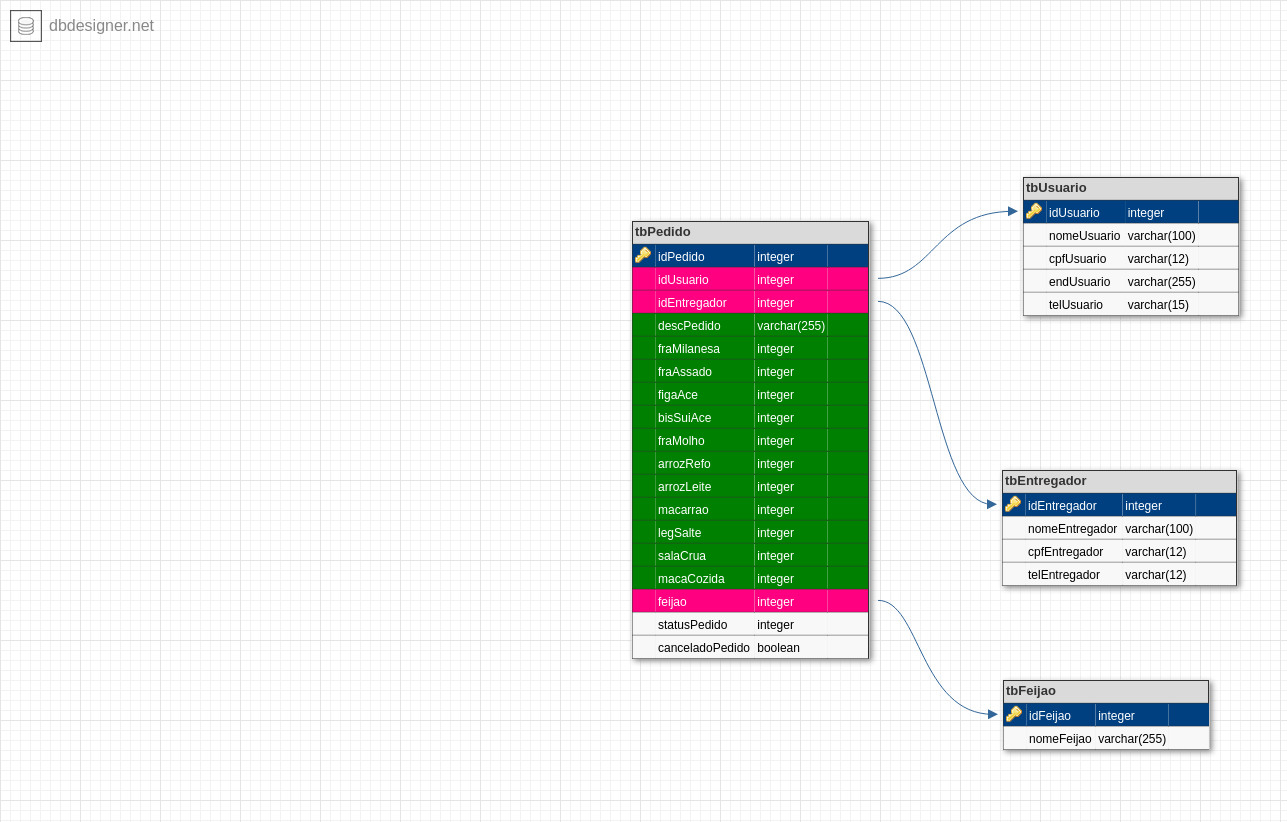 dbdesigner.net
tbPedido
idPedido integer
idUsuario integer
idEntregador integer
descPedido varchar(255)
fraMilanesa integer
fraAssado integer
figaAce integer
bisSuiAce integer
fraMolho integer
arrozRefo integer
arrozLeite integer
macarrao integer
legSalte integer
salaCrua integer
macaCozida integer
feijao integer
statusPedido integer
canceladoPedido boolean
tbUsuario
idUsuario integer
nomeUsuario varchar(100)
cpfUsuario varchar(12)
endUsuario varchar(255)
telUsuario varchar(15)
tbEntregador
idEntregador integer
nomeEntregador varchar(100)
cpfEntregador varchar(12)
telEntregador varchar(12)
tbFeijao
idFeijao integer
nomeFeijao varchar(255)